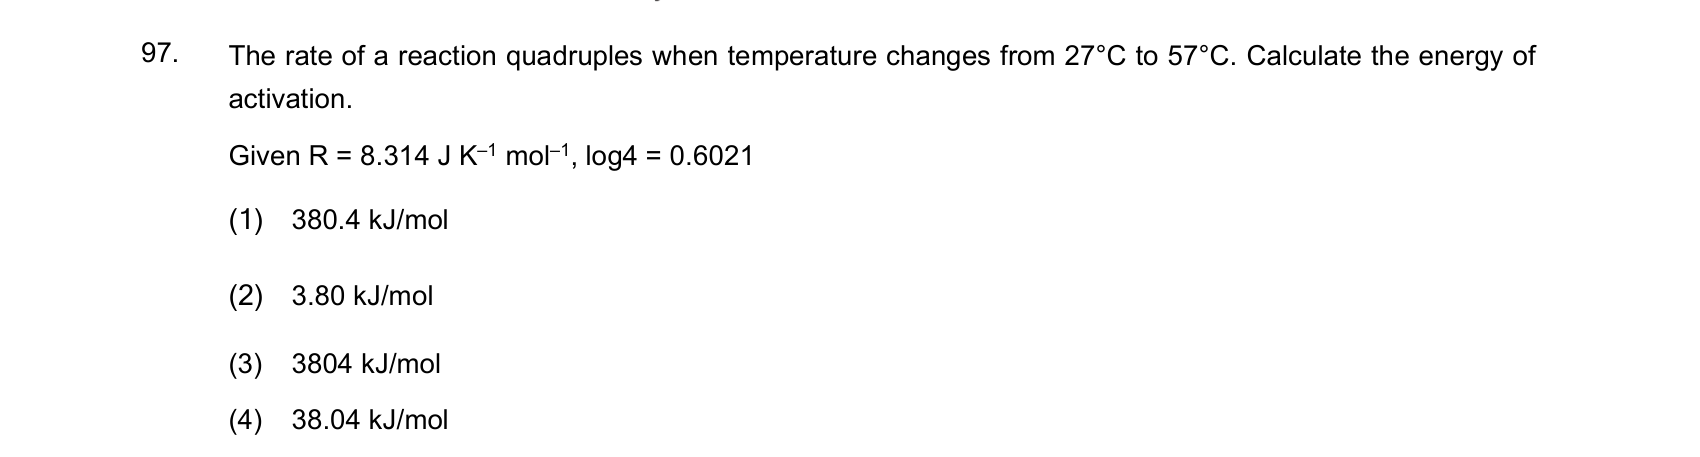 97. The rate of a reaction quadruples when temperature changes from 27°C to 57°C. Calculate the energy of
activation.
Given R = 8.314 J K⁻¹ mol⁻¹, log4 = 0.6021
(1) 380.4 kJ/mol
(2) 3.80 kJ/mol
(3) 3804 kJ/mol
(4) 38.04 kJ/mol